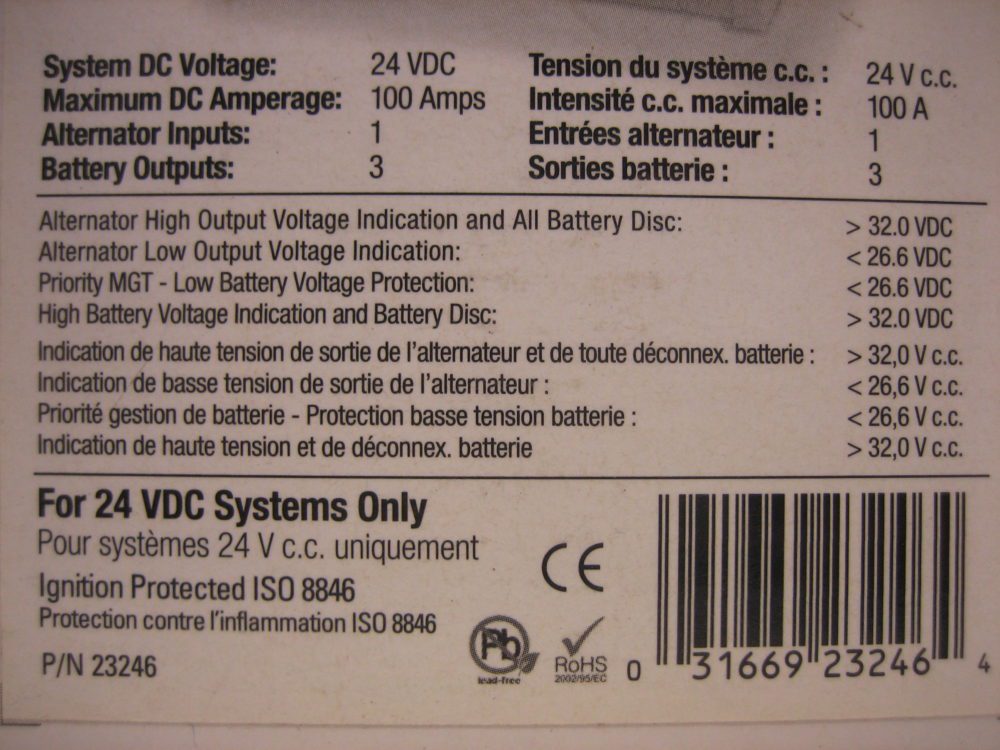 System DC Voltage: 24 VDC
Maximum DC Amperage: 100 Amps
Alternator Inputs: 1
Battery Outputs: 3
Tension du système c.c. : 24 V c.c.
Intensité c.c. maximale : 100 A
Entrées alternateur : 1
Sorties batterie : 3
Alternator High Output Voltage Indication and All Battery Disc: > 32.0 VDC
Alternator Low Output Voltage Indication: < 26.6 VDC
Priority MGT - Low Battery Voltage Protection: < 26.6 VDC
High Battery Voltage Indication and Battery Disc: > 32.0 VDC
Indication de haute tension de sortie de l'alternateur et de toute déconnex. batterie : > 32,0 V c.c.
Indication de basse tension de sortie de l'alternateur : < 26,6 V c.c.
Priorité gestion de batterie - Protection basse tension batterie : < 26,6 V c.c.
Indication de haute tension et de déconnex. batterie > 32,0 V c.c.
For 24 VDC Systems Only
Pour systèmes 24 V c.c. uniquement
Ignition Protected ISO 8846
Protection contre l'inflammation ISO 8846
P/N 23246
CE
Pb
lead-free
RoHS
2002/95/EC
0 31669 23246 4